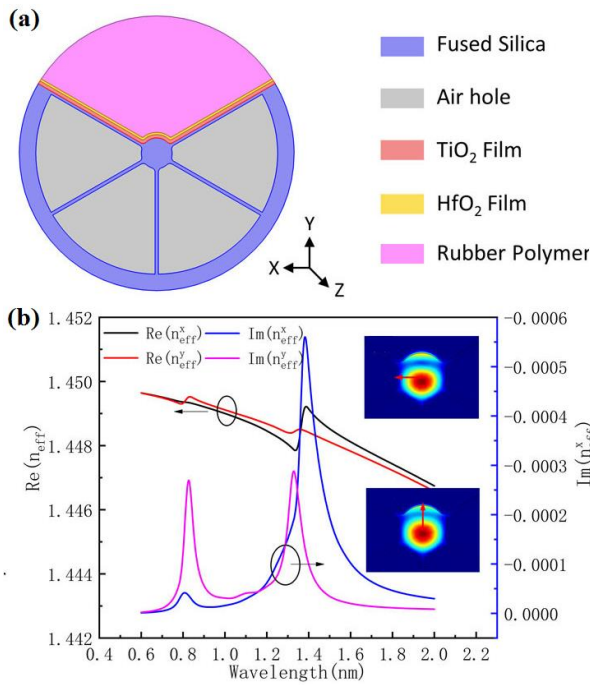 (a)
Fused Silica
Air hole
TiO2 Film
HfO2 Film
Rubber Polymer
Y
X
Z
(b)
1.452
1.450
1.448
1.446
1.444
1.442
Re(n_eff)
Re(n^x_eff)
Im(n^x_eff)
Re(n^y_eff)
Im(n^y_eff)
-0.0006
-0.0005
-0.0004
-0.0003
-0.0002
-0.0001
0.0000
Im(n^x_eff)
0.4 0.6 0.8 1.0 1.2 1.4 1.6 1.8 2.0 2.2
Wavelength(nm)